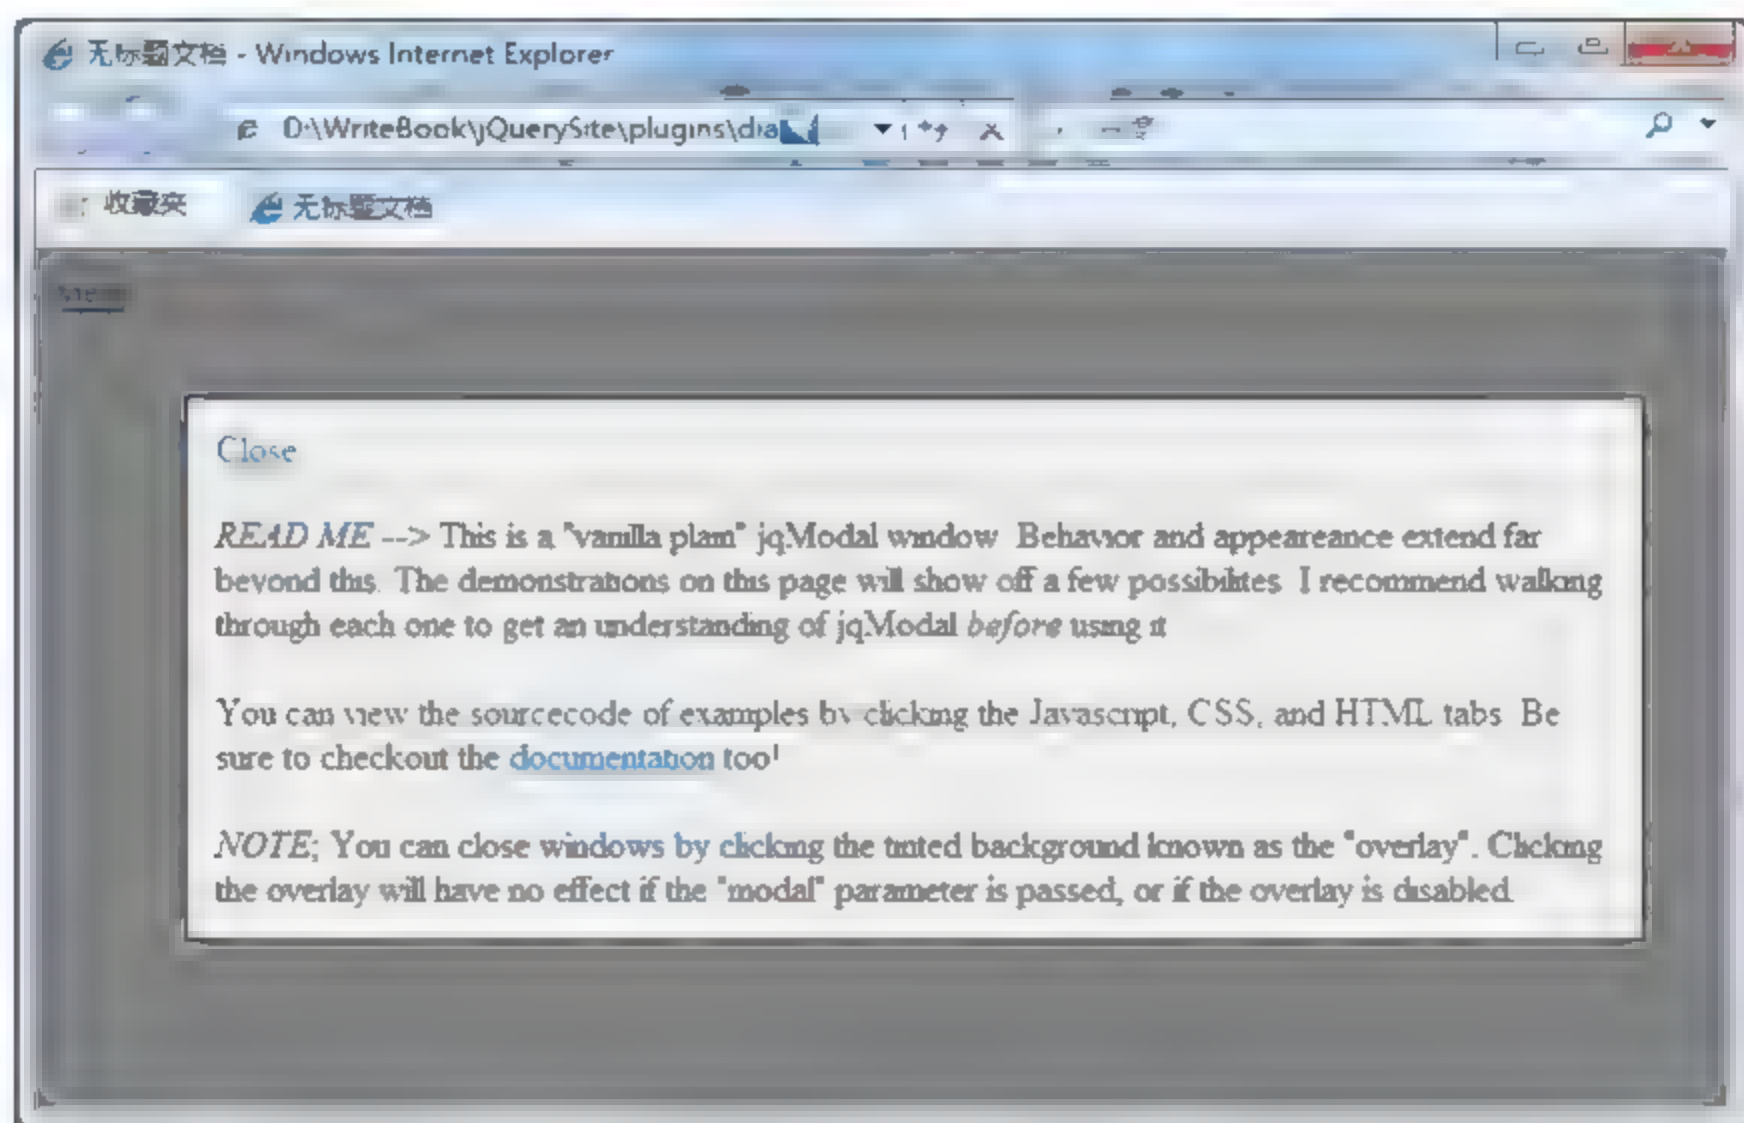 无标题文档 - Windows Internet Explorer
D:\WriteBook\jQuerySite\plugins\dia
收藏夹 无标题文档
Close
READ ME --> This is a "vanilla plain" jqModal window. Behavior and appeareance extend far
beyond this. The demonstrations on this page will show off a few possibilites. I recommend walking
through each one to get an understanding of jqModal before using it
You can view the sourcecode of examples by clicking the Javascript, CSS, and HTML tabs. Be
sure to checkout the documentation too!
NOTE; You can close windows by clicking the tinted background known as the "overlay". Clicking
the overlay will have no effect if the "modal" parameter is passed, or if the overlay is disabled.